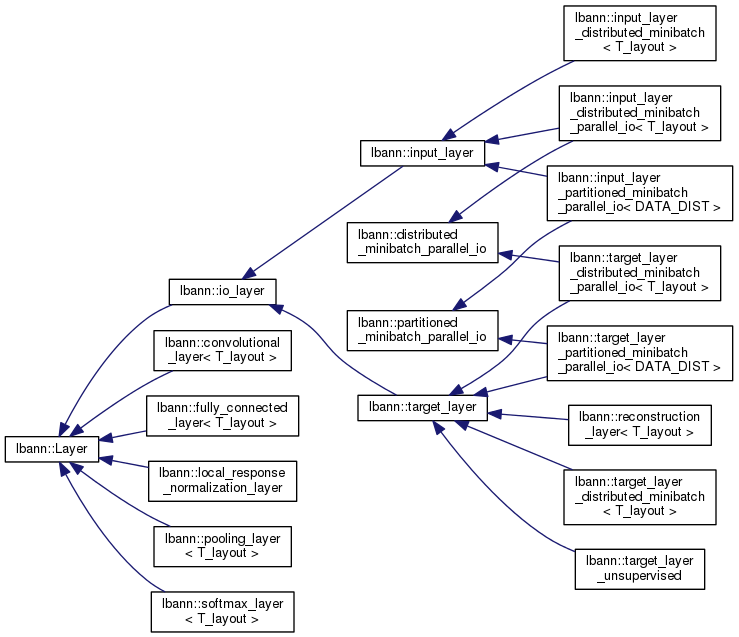 lbann::input_layer
_distributed_minibatch
< T_layout >
lbann::input_layer
_distributed_minibatch
_parallel_io< T_layout >
lbann::input_layer
lbann::input_layer
_partitioned_minibatch
_parallel_io< DATA_DIST >
lbann::distributed
_minibatch_parallel_io
lbann::target_layer
_distributed_minibatch
_parallel_io< T_layout >
lbann::io_layer
lbann::partitioned
_minibatch_parallel_io
lbann::convolutional
_layer< T_layout >
lbann::target_layer
_partitioned_minibatch
_parallel_io< DATA_DIST >
lbann::fully_connected
_layer< T_layout >
lbann::target_layer
lbann::reconstruction
_layer< T_layout >
lbann::Layer
lbann::local_response
_normalization_layer
lbann::target_layer
_distributed_minibatch
< T_layout >
lbann::pooling_layer
< T_layout >
lbann::target_layer
_unsupervised
lbann::softmax_layer
< T_layout >